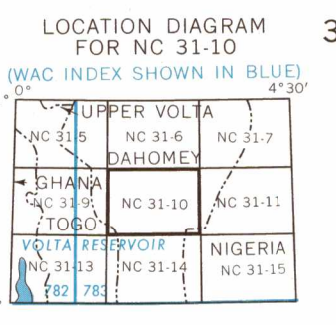 LOCATION DIAGRAM
FOR NC 31-10
(WAC INDEX SHOWN IN BLUE)
0° 4°30'
UPPER VOLTA
NC 31-5 NC 31-6 NC 31-7
DAHOMEY
GHANA
NC 31-9 NC 31-10 NC 31-11
TOGO
VOLTA RESERVOIR NIGERIA
NC 31-13 NC 31-14 NC 31-15
782 783
3